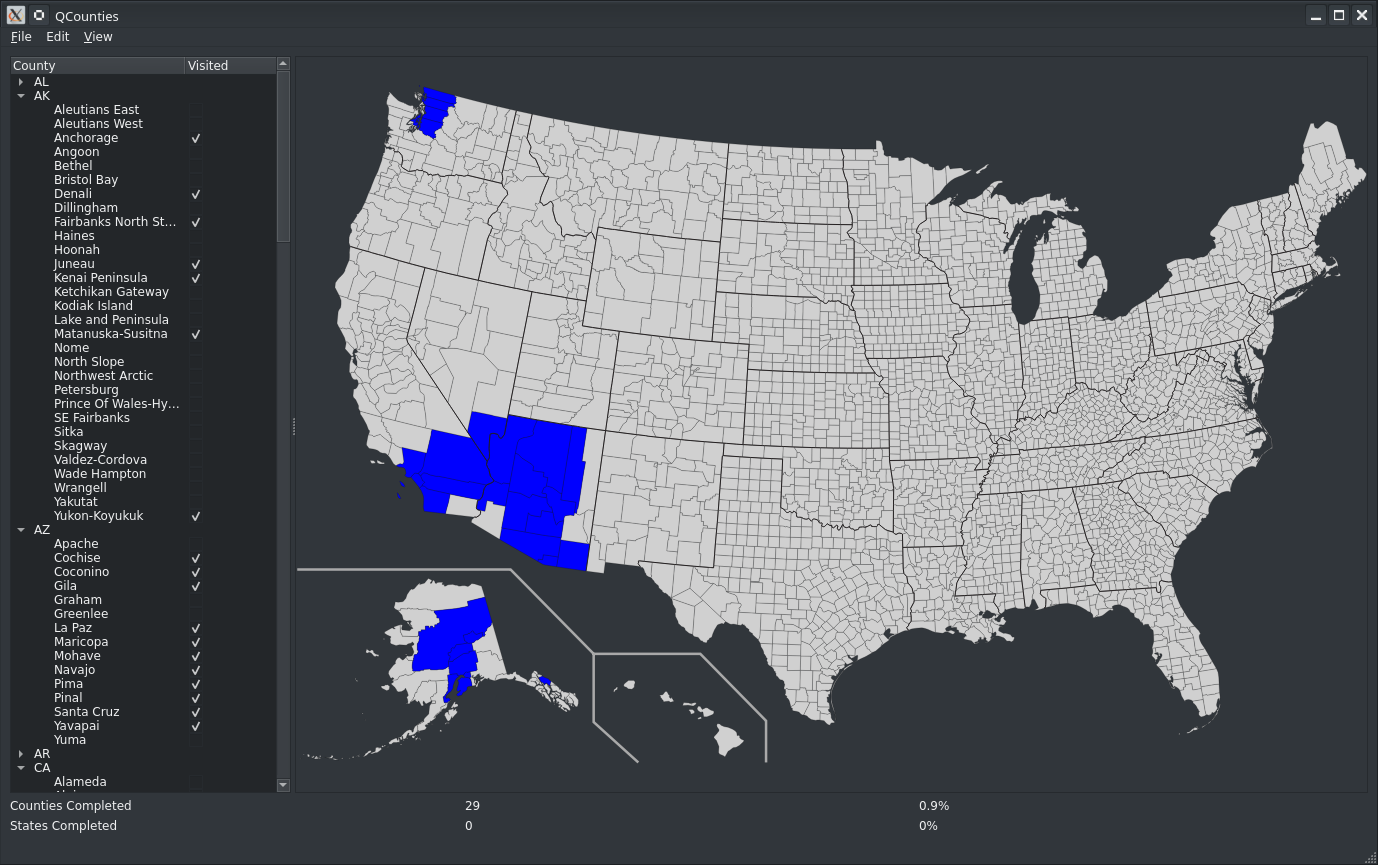 QCounties
File Edit View
County Visited
AL
AK
Aleutians East
Aleutians West
Anchorage ✓
Angoon
Bethel
Bristol Bay
Denali ✓
Dillingham
Fairbanks North St... ✓
Haines
Hoonah
Juneau ✓
Kenai Peninsula ✓
Ketchikan Gateway
Kodiak Island
Lake and Peninsula
Matanuska-Susitna ✓
Nome
North Slope
Northwest Arctic
Petersburg
Prince Of Wales-Hy...
SE Fairbanks
Sitka
Skagway
Valdez-Cordova
Wade Hampton
Wrangell
Yakutat
Yukon-Koyukuk ✓
AZ
Apache
Cochise ✓
Coconino ✓
Gila ✓
Graham
Greenlee
La Paz ✓
Maricopa ✓
Mohave ✓
Navajo ✓
Pima ✓
Pinal ✓
Santa Cruz ✓
Yavapai ✓
Yuma
AR
CA
Alameda
Counties Completed 29 0.9%
States Completed 0 0%